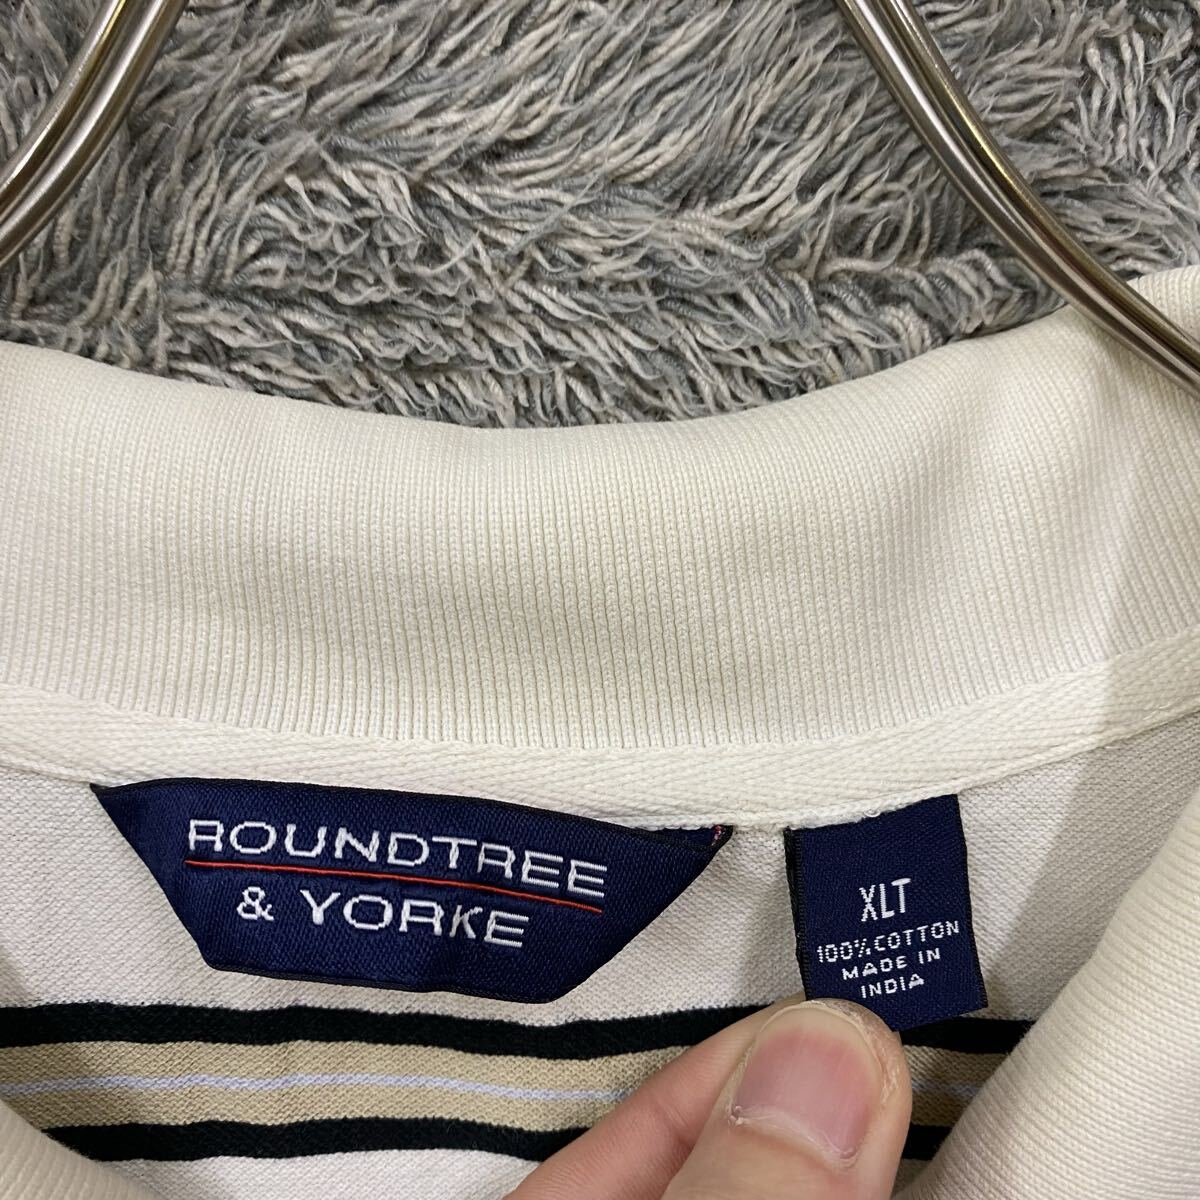 ROUNDTREE
& YORKE
XLT
100% COTTON
MADE IN
INDIA